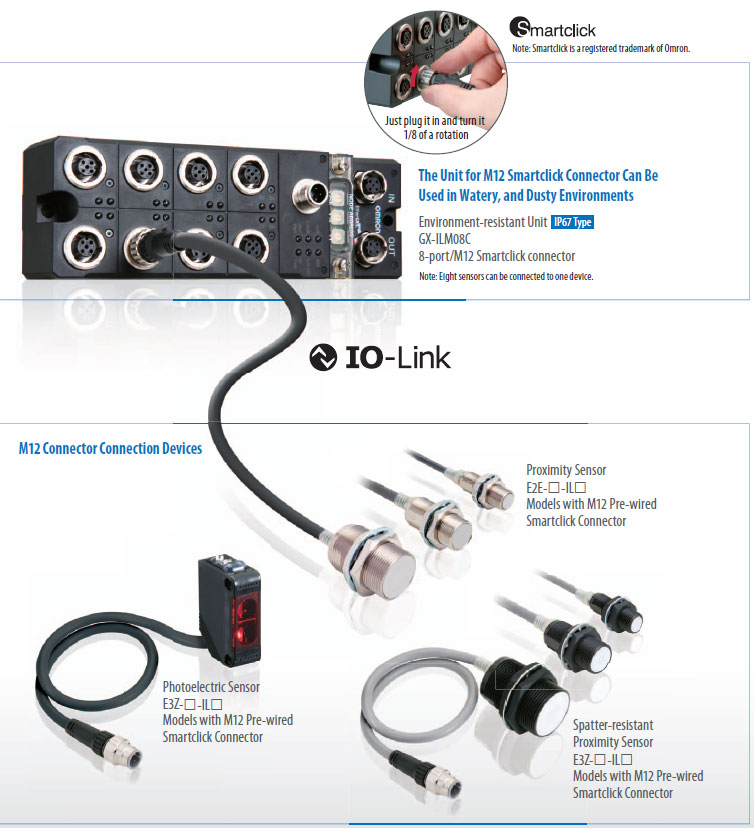 Smartclick
Note: Smartclick is a registered trademark of Omron.
Just plug it in and turn it
1/8 of a rotation
The Unit for M12 Smartclick Connector Can Be
Used in Watery, and Dusty Environments
Environment-resistant Unit IP67 Type
GX-ILM08C
8-port/M12 Smartclick connector
Note: Eight sensors can be connected to one device.
IN
OMRON
OUT
IO-Link
M12 Connector Connection Devices
Proximity Sensor
E2E-□-IL□
Models with M12 Pre-wired
Smartclick Connector
Photoelectric Sensor
E3Z-□-IL□
Models with M12 Pre-wired
Smartclick Connector
Spatter-resistant
Proximity Sensor
E3Z-□-IL□
Models with M12 Pre-wired
Smartclick Connector